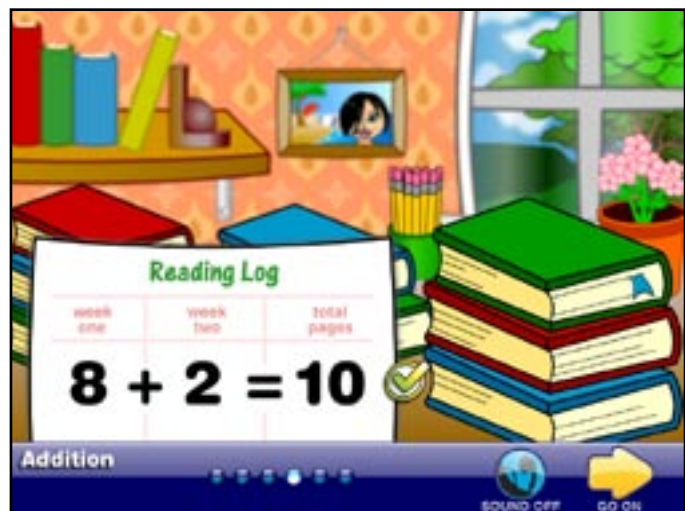 Reading Log
week one
week two
total pages
8 + 2 = 10
Addition
SOUND OFF
GO ON